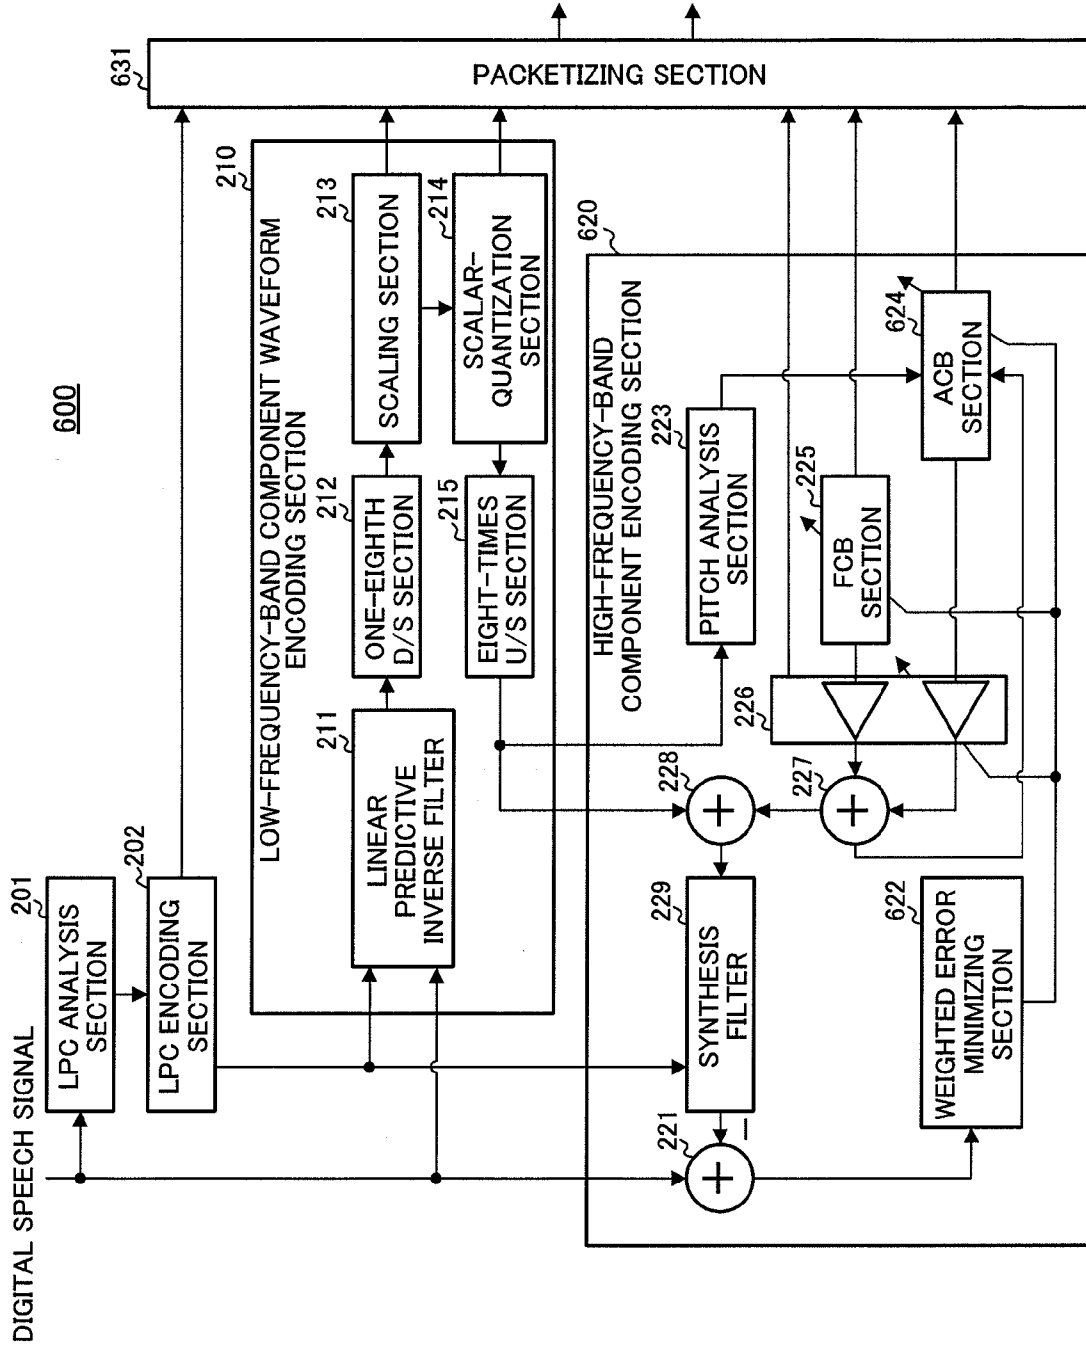 600
DIGITAL SPEECH SIGNAL
201
LPC ANALYSIS
SECTION
202
LPC ENCODING
SECTION
210
LOW-FREQUENCY-BAND COMPONENT WAVEFORM
ENCODING SECTION
211
LINEAR
PREDICTIVE
INVERSE FILTER
212
ONE-EIGHTH
D/S SECTION
213
SCALING SECTION
214
SCALAR-
QUANTIZATION
SECTION
215
EIGHT-TIMES
U/S SECTION
620
HIGH-FREQUENCY-BAND
COMPONENT ENCODING SECTION
221
+
−
229
SYNTHESIS
FILTER
228
+
227
+
226
223
PITCH ANALYSIS
SECTION
225
FCB
SECTION
624
ACB
SECTION
622
WEIGHTED ERROR
MINIMIZING
SECTION
631
PACKETIZING SECTION